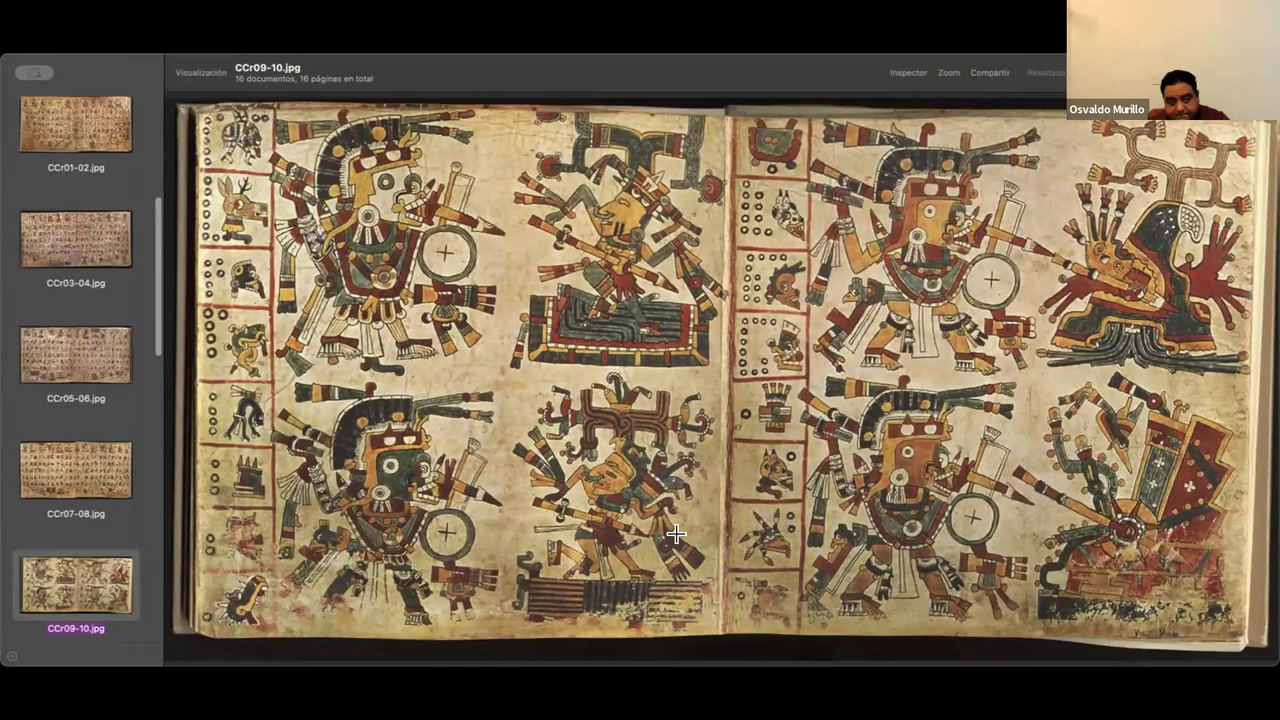 Visualización
CCr09-10.jpg
16 documentos, 16 páginas en total
Inspector
Zoom
Compartir
Resultado
Osvaldo Murillo
CCr01-02.jpg
CCr03-04.jpg
CCr05-06.jpg
CCr07-08.jpg
CCr09-10.jpg